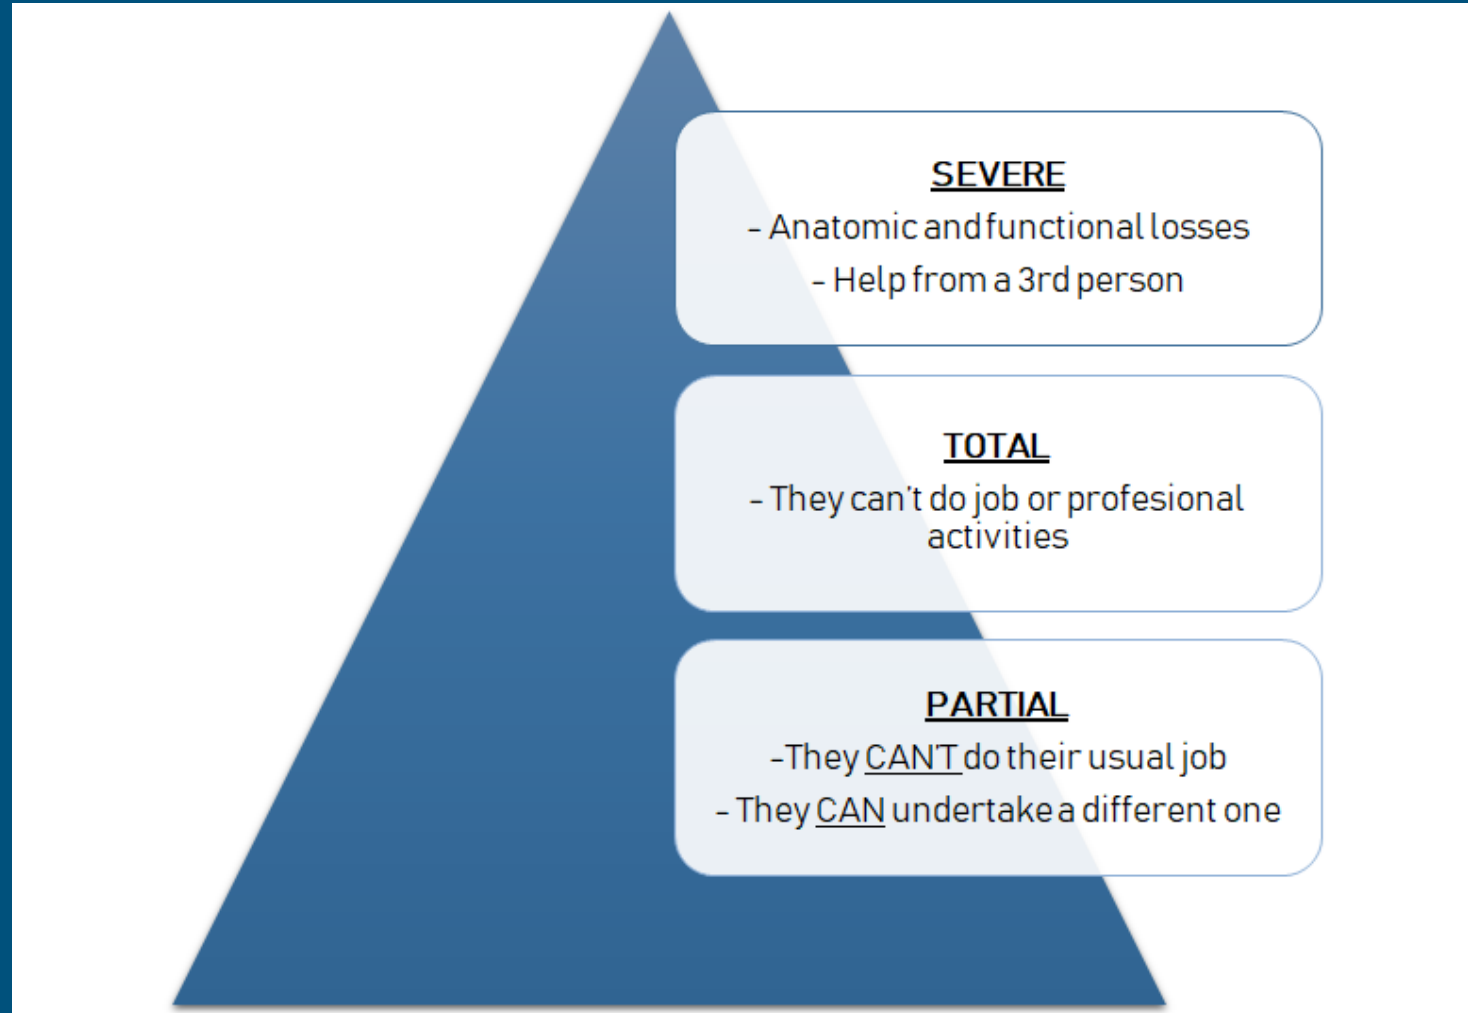 SEVERE
- Anatomic and functional losses
- Help from a 3rd person
TOTAL
- They can't do job or profesional
activities
PARTIAL
-They CAN'T do their usual job
- They CAN undertake a different one